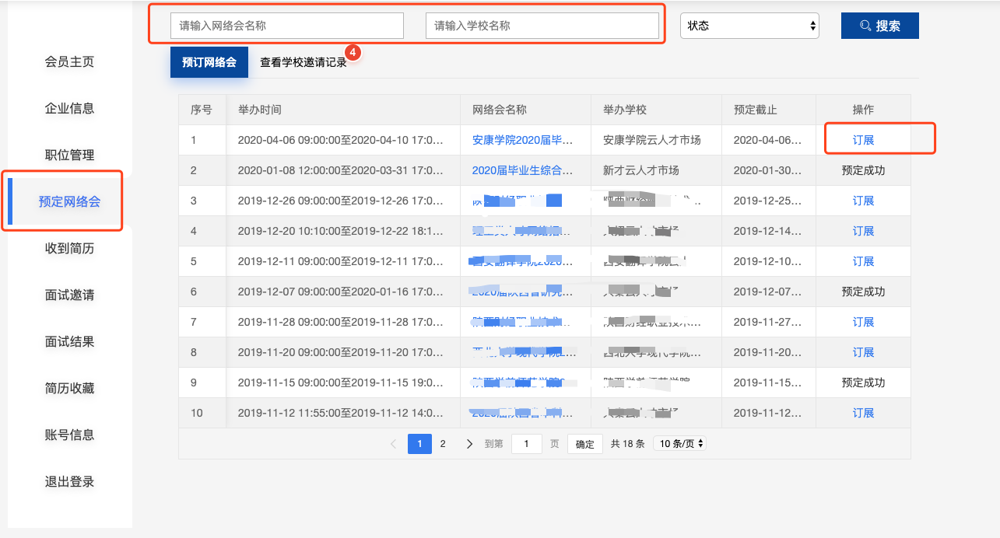 请输入网络会名称 请输入学校名称 状态 搜索
预订网络会 查看学校邀请记录 4
会员主页
企业信息
职位管理
预定网络会
收到简历
面试邀请
面试结果
简历收藏
账号信息
退出登录
序号 举办时间 网络会名称 举办学校 预定截止 操作
1 2020-04-06 09:00:00至2020-04-10 17:0... 安康学院2020届毕... 安康学院云人才市场 2020-04-06... 订展
2 2020-01-08 12:00:00至2020-03-31 17:0... 2020届毕业生综合... 新才云人才市场 2020-01-30... 预定成功
3 2019-12-26 09:00:00至2019-12-26 17:0... 2019-12-25... 订展
4 2019-12-20 10:10:00至2019-12-22 18:1... 2019-12-14... 订展
5 2019-12-11 09:00:00至2019-12-11 17:0... 2019-12-10... 订展
6 2019-12-07 09:00:00至2020-01-16 17:0... 2019-12-07... 预定成功
7 2019-11-28 09:00:00至2019-11-28 17:0... 2019-11-27... 订展
8 2019-11-20 09:00:00至2019-11-20 17:0... 2019-11-20... 订展
9 2019-11-15 09:00:00至2019-11-15 19:0... 2019-11-15... 预定成功
10 2019-11-12 11:55:00至2019-11-12 14:0... 2019-11-12... 订展
1 2 到第 1 页 确定 共 18 条 10 条/页